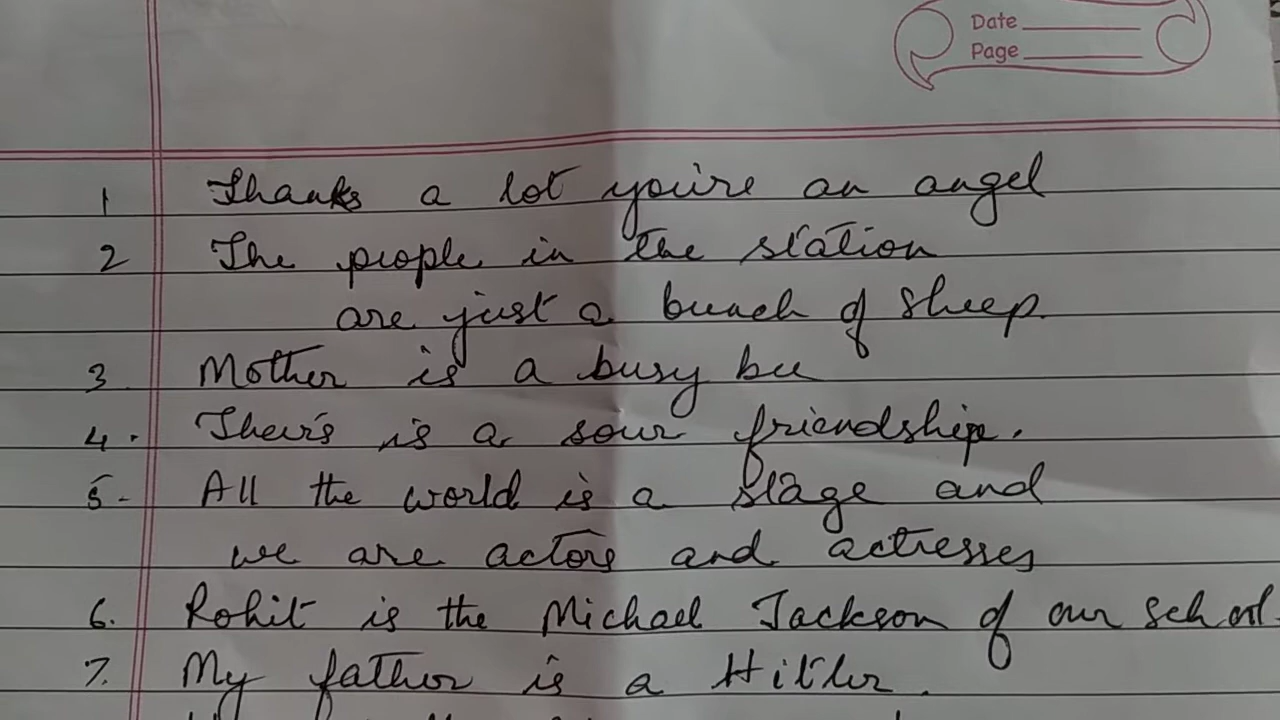 Date
Page
1 Thanks a lot you're an angel
2 The people in the station
are just a bunch of sheep.
3 Mother is a busy bee
4. Their's is a sour friendship.
5- All the world is a stage and
we are actors and actresses
6. Rohit is the Michael Jackson of our school.
7. My father is a Hitler.